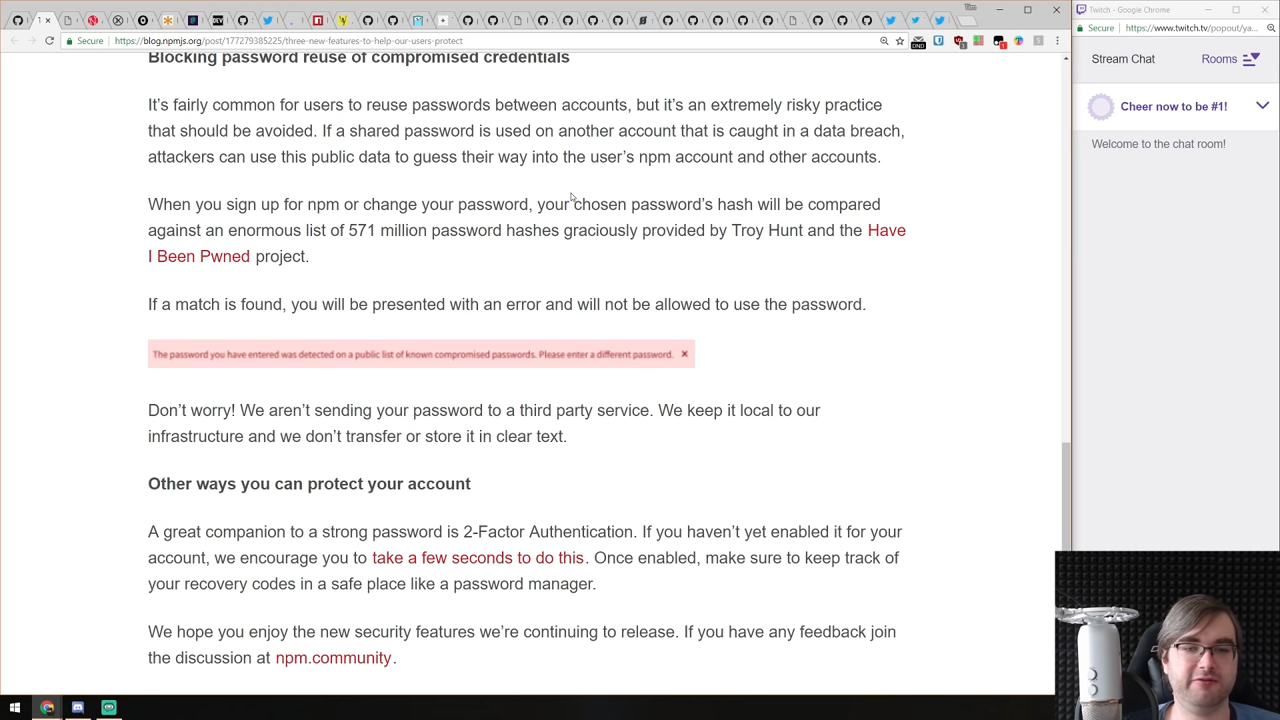 Twitch - Google Chrome
Secure
https://blog.npmjs.org/post/177279385225/three-new-features-to-help-our-users-protect
Secure
https://www.twitch.tv/popout/ya...
Stream Chat
Rooms
Cheer now to be #1!
Welcome to the chat room!
Blocking password reuse of compromised credentials
It’s fairly common for users to reuse passwords between accounts, but it’s an extremely risky practice
that should be avoided. If a shared password is used on another account that is caught in a data breach,
attackers can use this public data to guess their way into the user’s npm account and other accounts.
When you sign up for npm or change your password, your chosen password’s hash will be compared
against an enormous list of 571 million password hashes graciously provided by Troy Hunt and the Have
I Been Pwned project.
If a match is found, you will be presented with an error and will not be allowed to use the password.
The password you have entered was detected on a public list of known compromised passwords. Please enter a different password.
Don’t worry! We aren’t sending your password to a third party service. We keep it local to our
infrastructure and we don’t transfer or store it in clear text.
Other ways you can protect your account
A great companion to a strong password is 2-Factor Authentication. If you haven’t yet enabled it for your
account, we encourage you to take a few seconds to do this. Once enabled, make sure to keep track of
your recovery codes in a safe place like a password manager.
We hope you enjoy the new security features we’re continuing to release. If you have any feedback join
the discussion at npm.community.